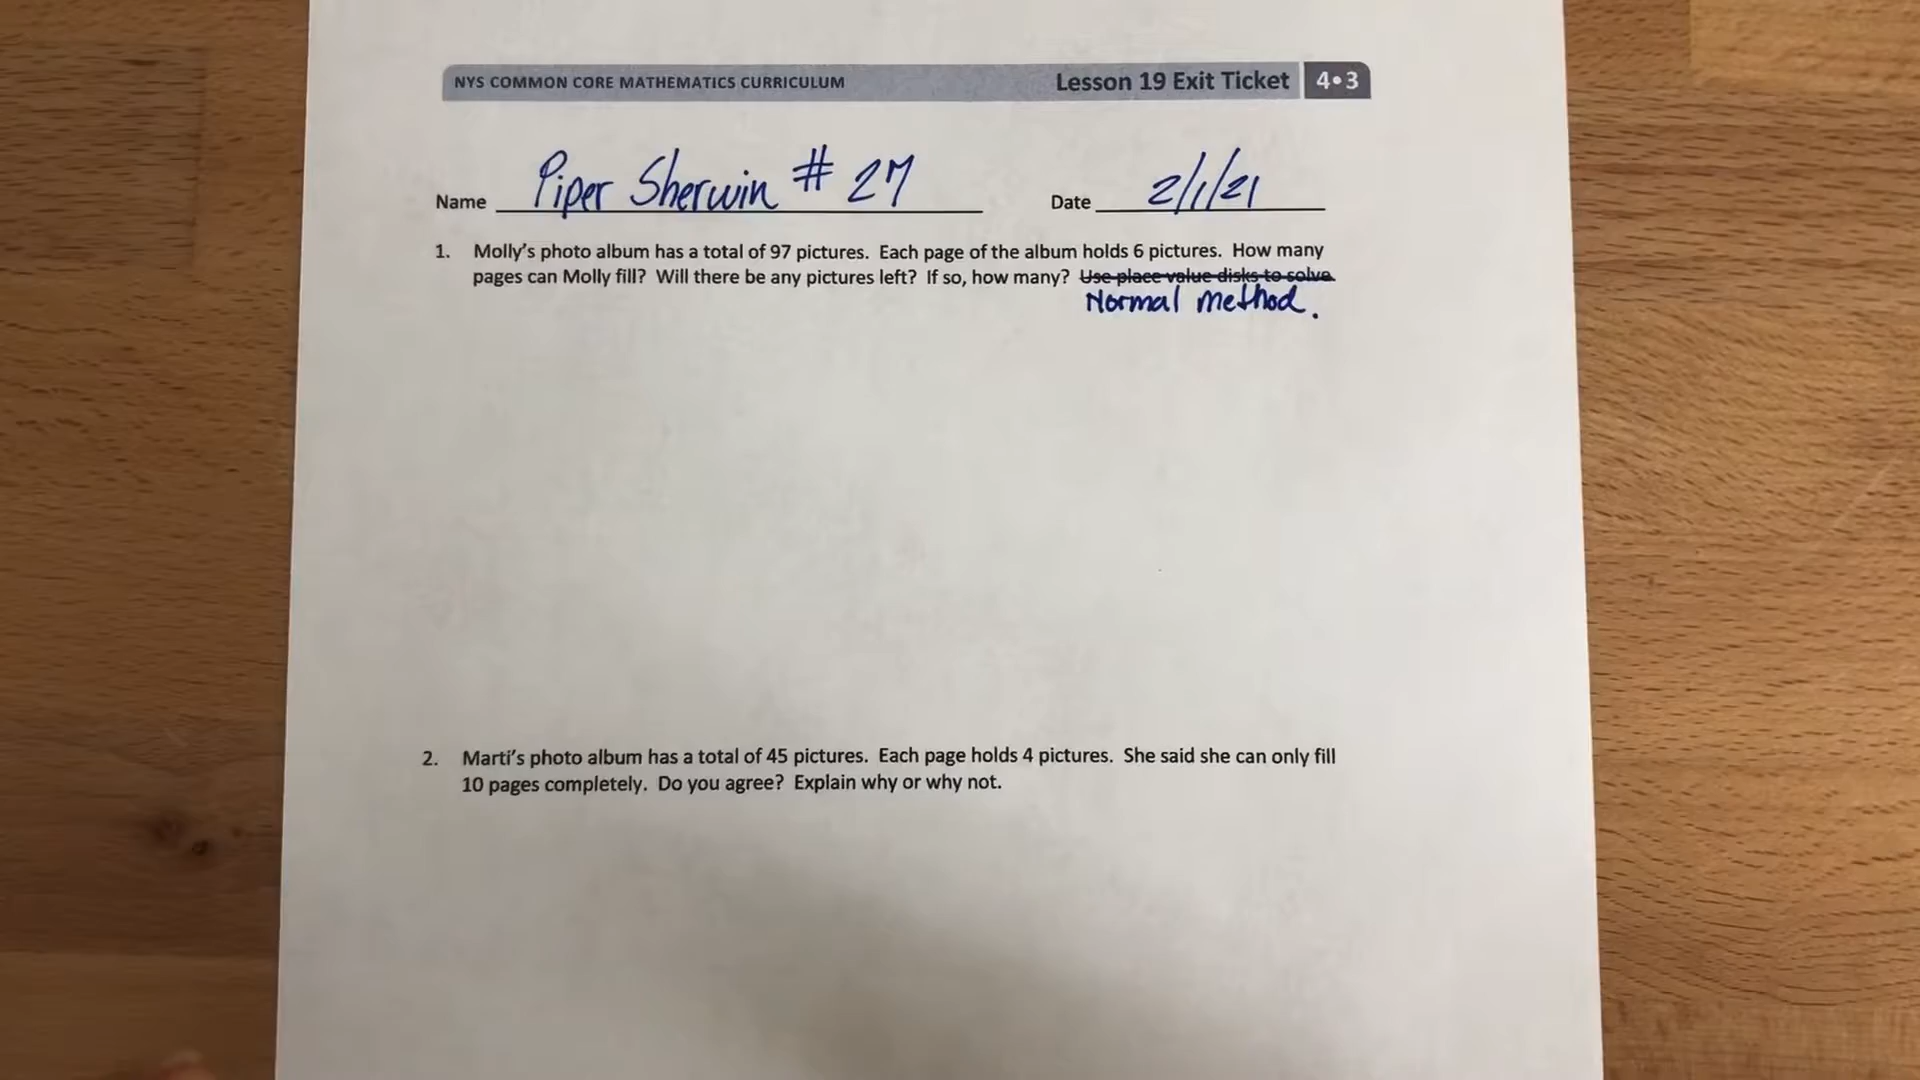 NYS COMMON CORE MATHEMATICS CURRICULUM Lesson 19 Exit Ticket 4•3
Name Piper Sherwin # 27 Date 2/1/21
1. Molly's photo album has a total of 97 pictures. Each page of the album holds 6 pictures. How many
pages can Molly fill? Will there be any pictures left? If so, how many? Use place value disks to solve.
Normal method.
2. Marti's photo album has a total of 45 pictures. Each page holds 4 pictures. She said she can only fill
10 pages completely. Do you agree? Explain why or why not.